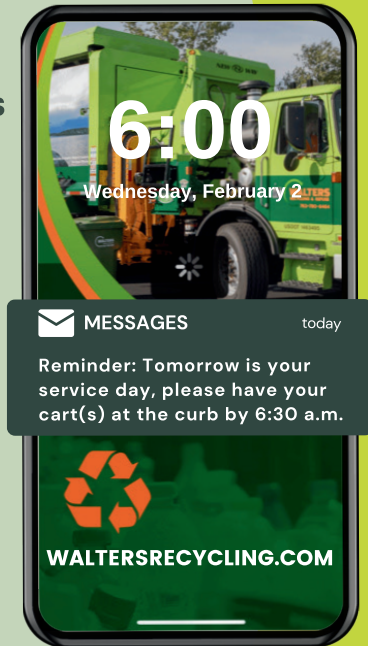 s
6:00
Wednesday, February 2
WALTERS
MESSAGES
today
Reminder: Tomorrow is your
service day, please have your
cart(s) at the curb by 6:30 a.m.
WALTERSRECYCLING.COM